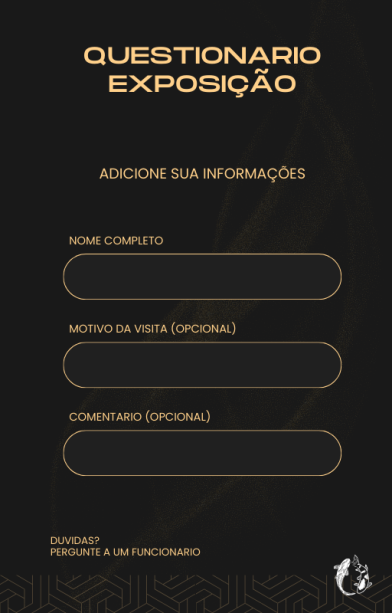 QUESTIONARIO
EXPOSIÇÃO
ADICIONE SUA INFORMAÇÕES
NOME COMPLETO
MOTIVO DA VISITA (OPCIONAL)
COMENTARIO (OPCIONAL)
DUVIDAS?
PERGUNTE A UM FUNCIONARIO